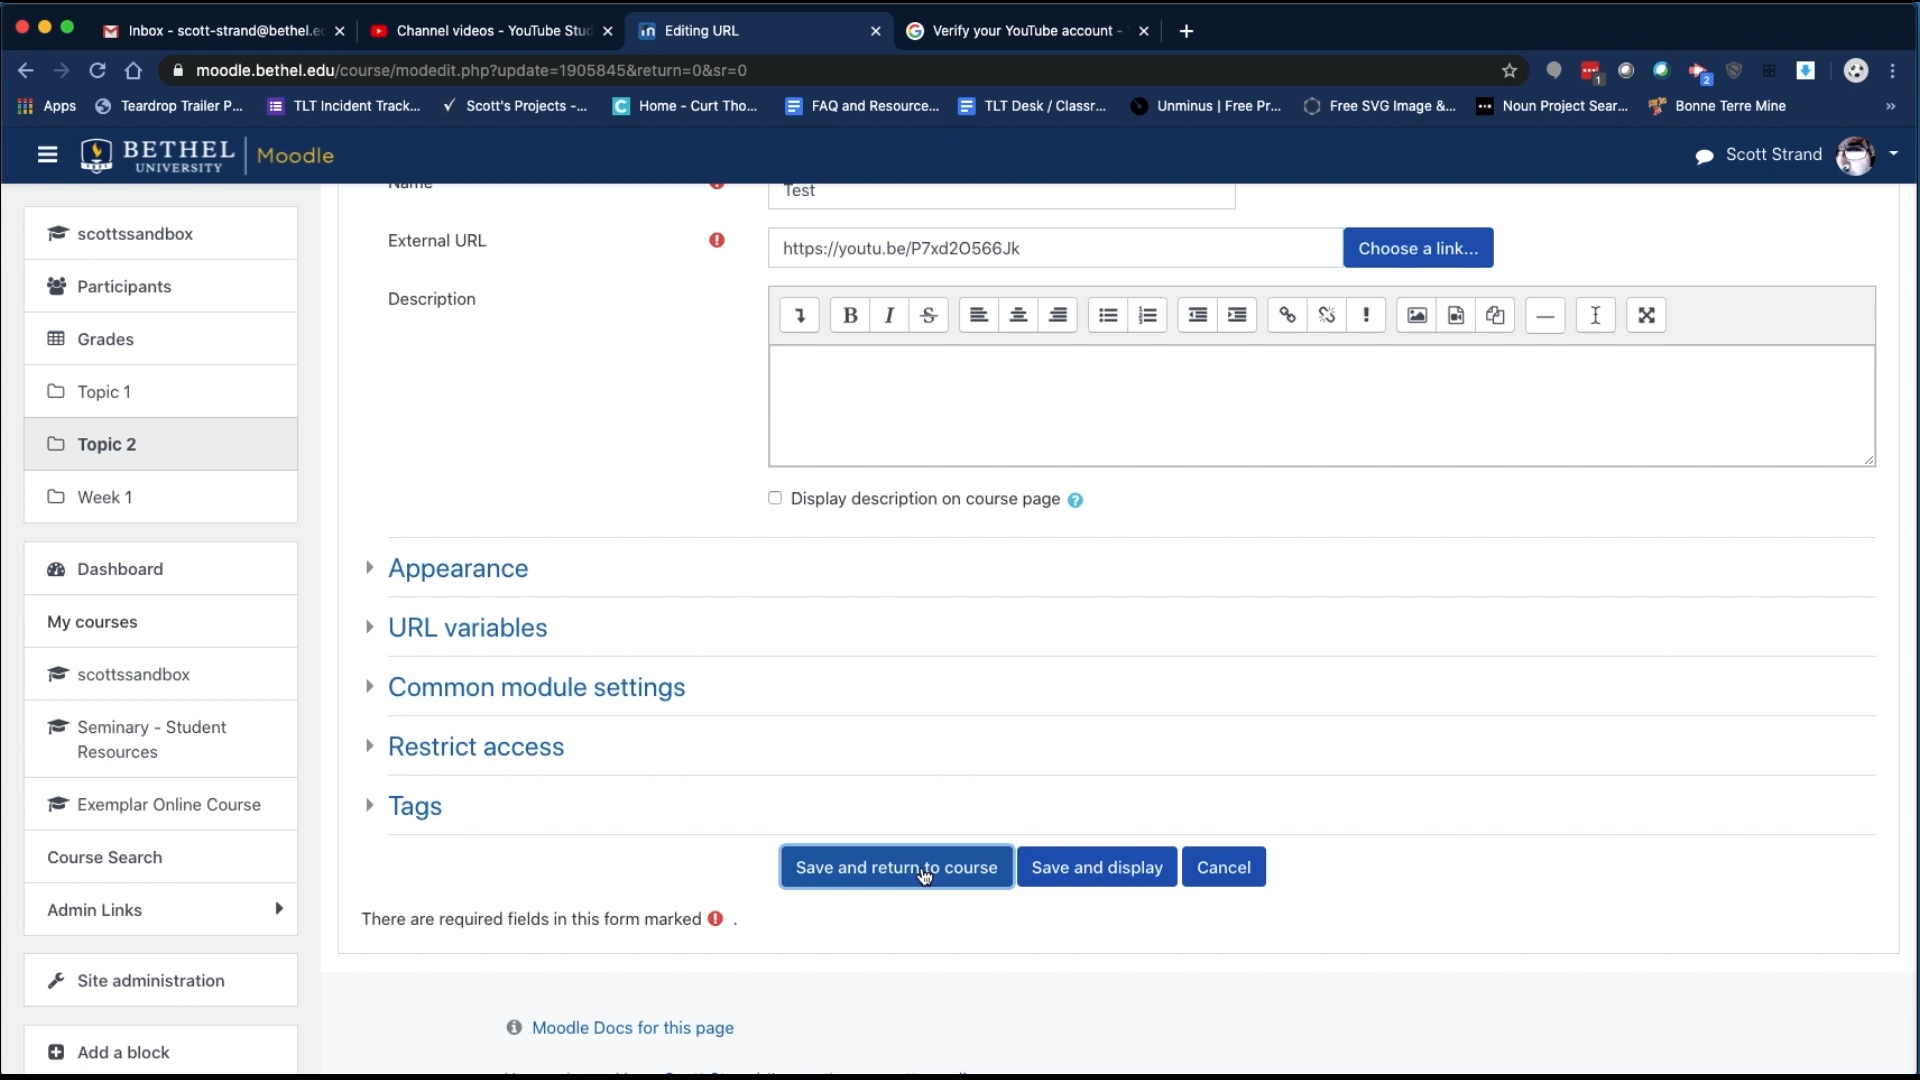 Inbox - scott-strand@bethel.e
Channel videos - YouTube Stud
Editing URL
Verify your YouTube account -
moodle.bethel.edu/course/modedit.php?update=1905845&return=0&sr=0
1
2
Apps
Teardrop Trailer P...
TLT Incident Track...
Scott's Projects -...
Home - Curt Tho...
FAQ and Resource...
TLT Desk / Classr...
Unminus | Free Pr...
Free SVG Image &...
Noun Project Sear...
Bonne Terre Mine
»
BETHEL
UNIVERSITY
Moodle
Scott Strand
scottssandbox
Participants
Grades
Topic 1
Topic 2
Week 1
Dashboard
My courses
scottssandbox
Seminary - Student
Resources
Exemplar Online Course
Course Search
Admin Links
Site administration
Add a block
Name
Test
External URL
https://youtu.be/P7xd2O566Jk
Choose a link...
Description
B I S
Display description on course page
Appearance
URL variables
Common module settings
Restrict access
Tags
Save and return to course
Save and display
Cancel
There are required fields in this form marked .
Moodle Docs for this page